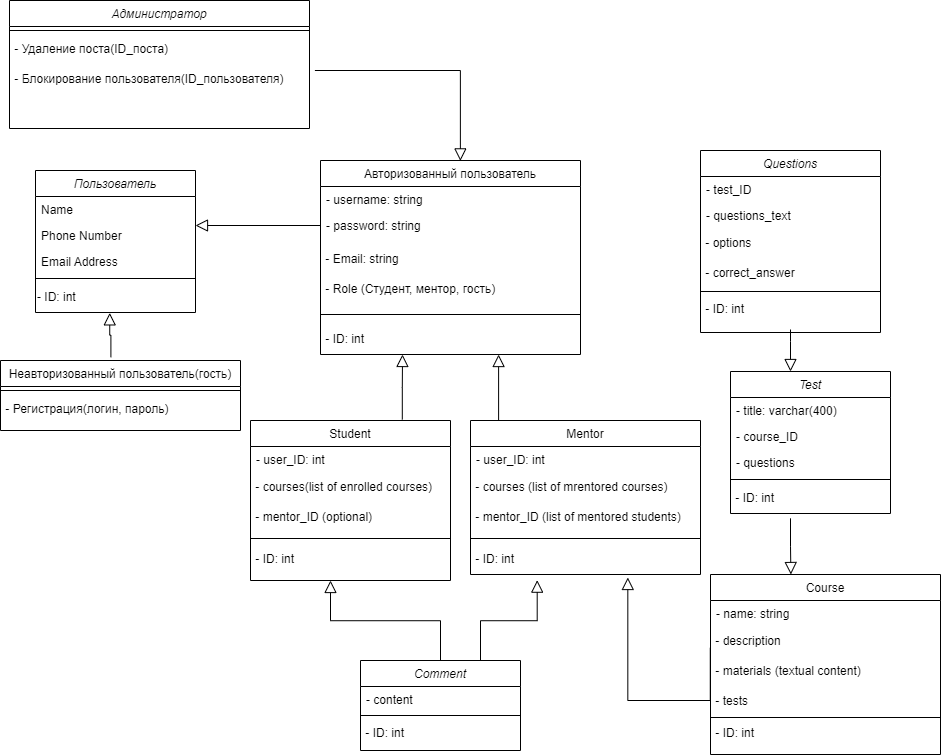 Администратор
- Удаление поста(ID_поста)
- Блокирование пользователя(ID_пользователя)
Пользователь
Name
Phone Number
Email Address
- ID: int
Авторизованный пользователь
- username: string
- password: string
- Email: string
- Role (Студент, ментор, гость)
- ID: int
Questions
- test_ID
- questions_text
- options
- correct_answer
- ID: int
Неавторизованный пользователь(гость)
- Регистрация(логин, пароль)
Test
- title: varchar(400)
- course_ID
- questions
- ID: int
Student
- user_ID: int
- courses(list of enrolled courses)
- mentor_ID (optional)
- ID: int
Mentor
- user_ID: int
- courses (list of mrentored courses)
- mentor_ID (list of mentored students)
- ID: int
Course
- name: string
- description
- materials (textual content)
- tests
- ID: int
Comment
- content
- ID: int